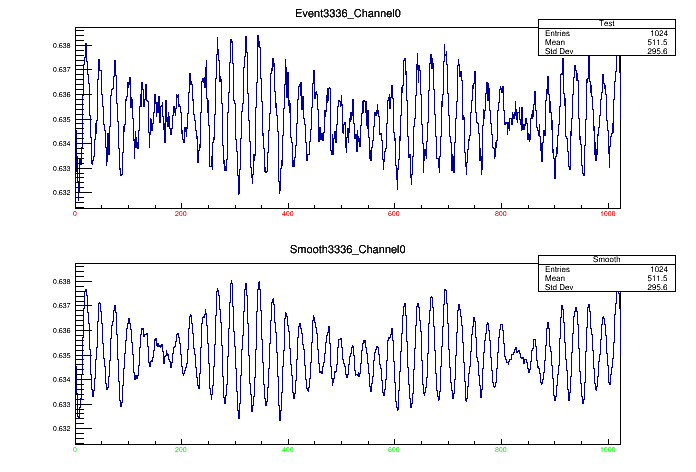 Event3336_Channel0
Test
Entries 1024
Mean 511.5
Std Dev 295.6
0.638
0.637
0.636
0.635
0.634
0.633
0.632
0 200 400 600 800 1000
Smooth3336_Channel0
Smooth
Entries 1024
Mean 511.5
Std Dev 295.6
0.638
0.637
0.636
0.635
0.634
0.633
0.632
0 200 400 600 800 1000